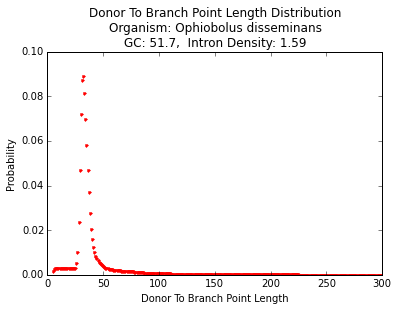 Donor To Branch Point Length Distribution
Organism: Ophiobolus disseminans
GC: 51.7,  Intron Density: 1.59
0.10
0.08
0.06
0.04
0.02
0.00
Probability
0 50 100 150 200 250 300
Donor To Branch Point Length